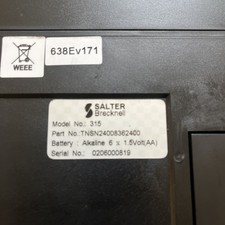 WEEE
638Ev171
SALTER
Brecknell
Model No.: 315
Part No.:TNSN24008362400
Battery : Alkaline 6 x 1.5Volt(AA)
Serial No.: 0206000819